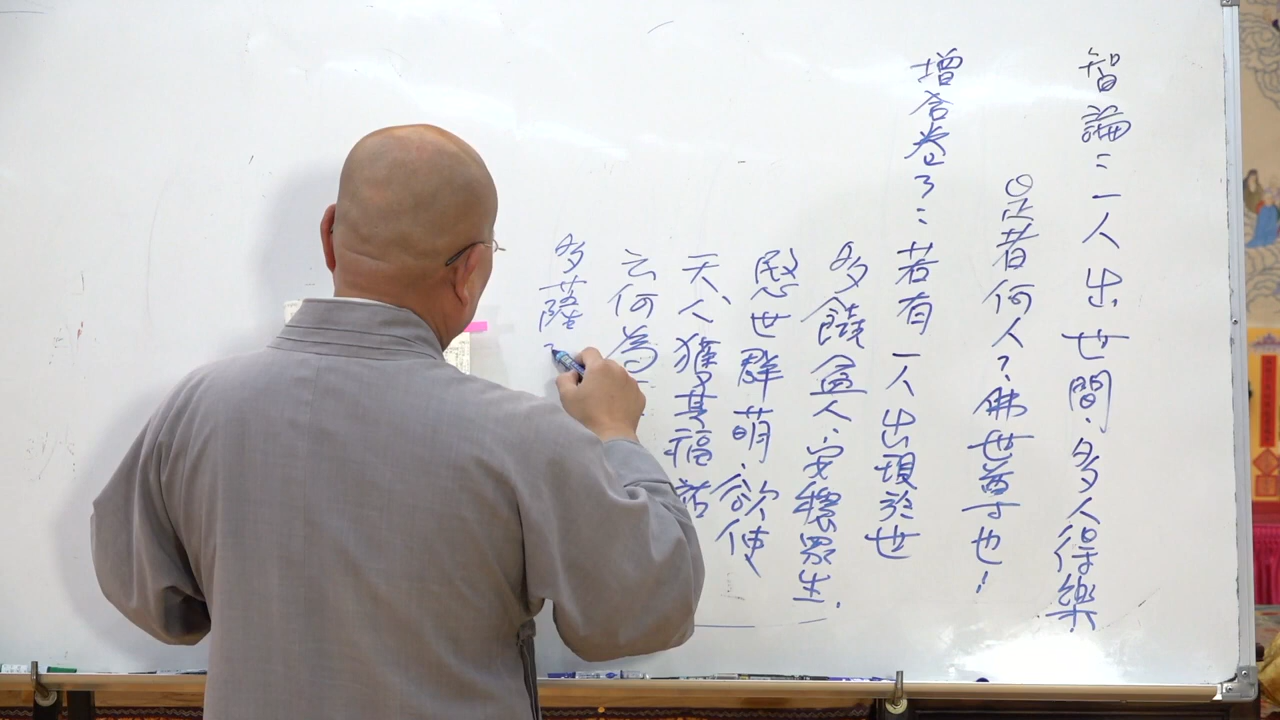 智論：一人出世間，多人得樂
是者何人？佛世尊也！
增含卷3：若有一人出現於世
多饒益人，安穩眾生，
愍世群萌，欲使
天、人獲其福祐
云何為
多薩